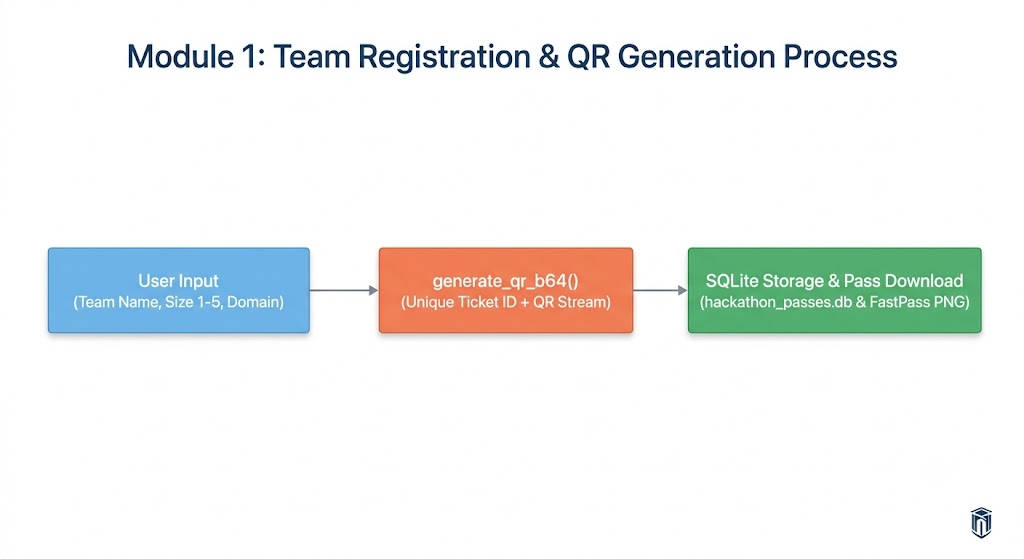 Module 1: Team Registration & QR Generation Process
User Input
(Team Name, Size 1-5, Domain)
generate_qr_b64()
(Unique Ticket ID + QR Stream)
SQLite Storage & Pass Download
(hackathon_passes.db & FastPass PNG)